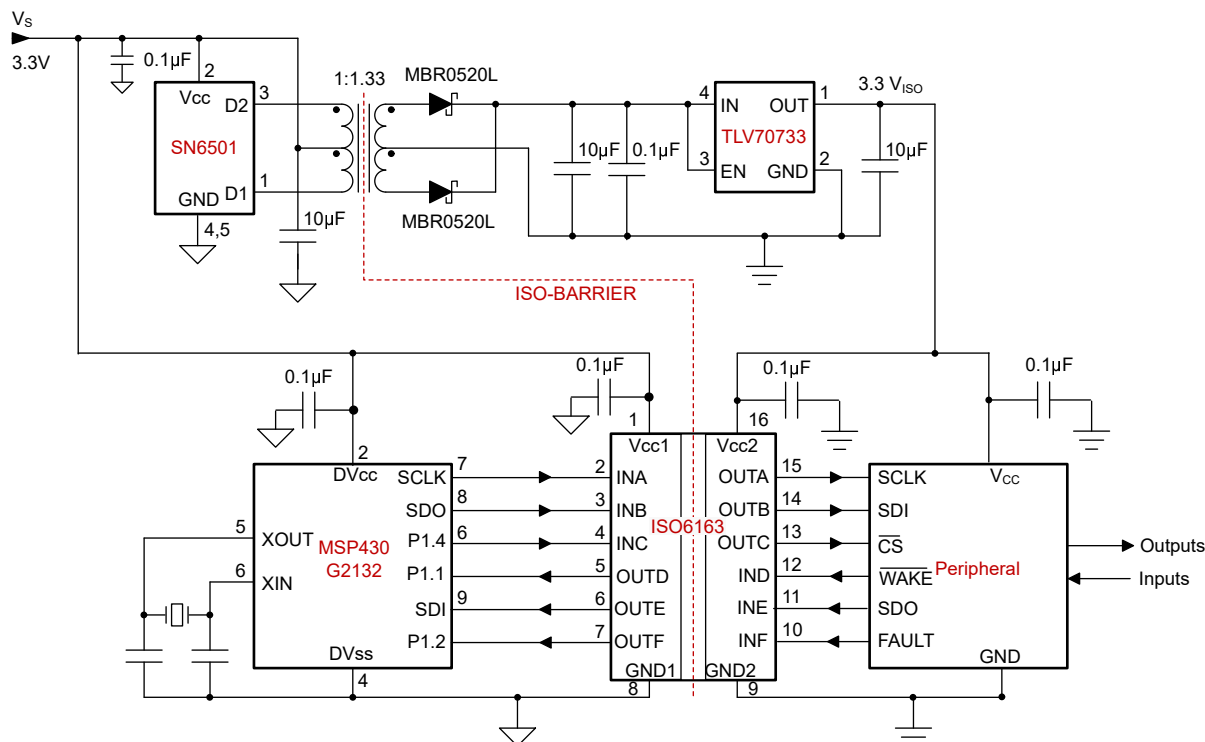 VS
3.3V
0.1µF
2
Vcc
D2
3
SN6501
D1
1
GND
4,5
10µF
1:1.33
MBR0520L
MBR0520L
10µF
0.1µF
4
IN
OUT
1
TLV70733
3
EN
GND
2
3.3 VISO
10µF
ISO-BARRIER
0.1µF
2
DVcc
SCLK
7
SDO
8
P1.4
6
P1.1
5
SDI
9
P1.2
7
5
XOUT
6
XIN
MSP430
G2132
DVss
4
0.1µF
1
Vcc1
2
INA
3
INB
4
INC
5
OUTD
6
OUTE
7
OUTF
GND1
8
ISO6163
16
Vcc2
OUTA
15
OUTB
14
OUTC
13
IND
12
INE
11
INF
10
GND2
9
0.1µF
0.1µF
VCC
SCLK
SDI
CS
WAKE
SDO
FAULT
Peripheral
GND
Outputs
Inputs